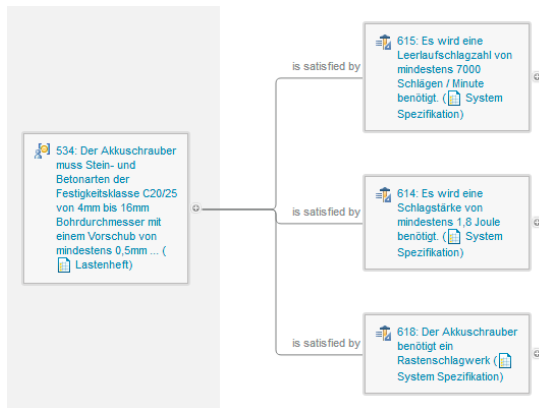 534: Der Akkuschrauber
muss Stein- und
Betonarten der
Festigkeitsklasse C20/25
von 4mm bis 16mm
Bohrdurchmesser mit
einem Vorschub von
mindestens 0,5mm ... (
Lastenheft)
is satisfied by
615: Es wird eine
Leerlaufschlagzahl von
mindestens 7000
Schlägen / Minute
benötigt. ( System
Spezifikation)
is satisfied by
614: Es wird eine
Schlagstärke von
mindestens 1,8 Joule
benötigt. ( System
Spezifikation)
is satisfied by
618: Der Akkuschrauber
benötigt ein
Rastenschlagwerk (
System Spezifikation)